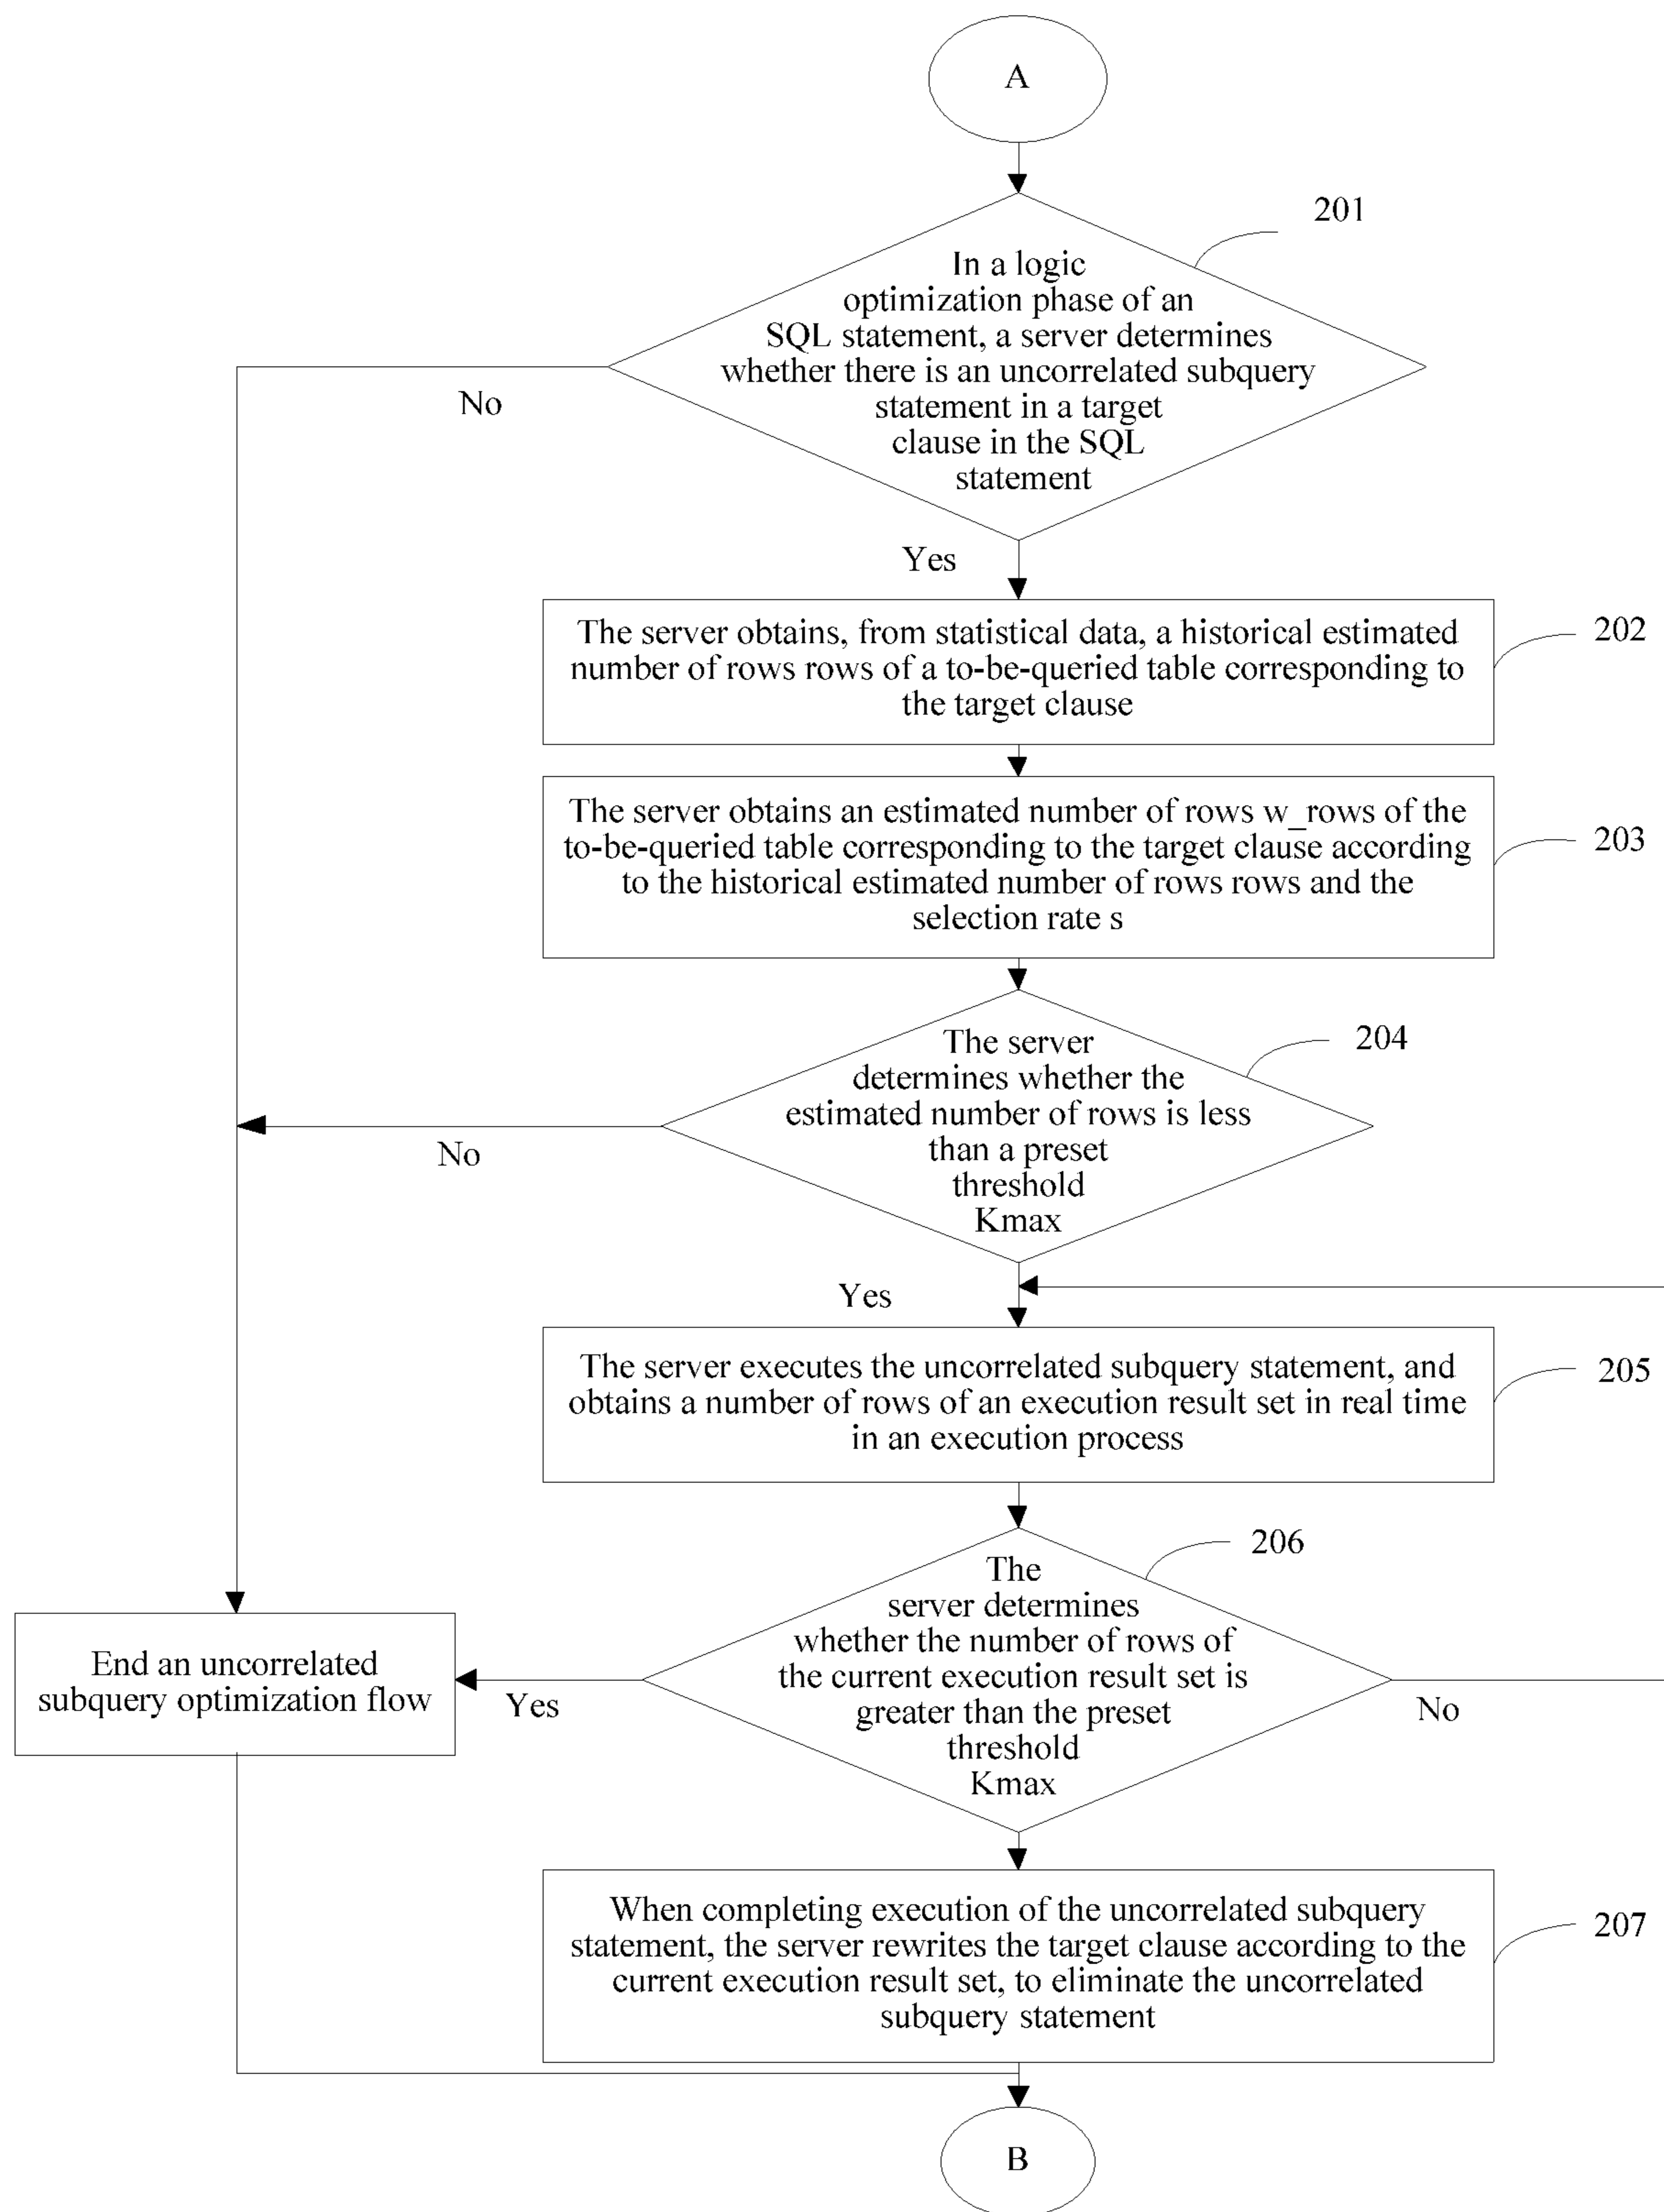 A
201
In a logic
optimization phase of an
SQL statement, a server determines
whether there is an uncorrelated subquery
statement in a target
clause in the SQL
statement
No
Yes
The server obtains, from statistical data, a historical estimated
number of rows rows of a to-be-queried table corresponding to
the target clause
202
The server obtains an estimated number of rows w_rows of the
to-be-queried table corresponding to the target clause according
to the historical estimated number of rows rows and the
selection rate s
203
The server
determines whether the
estimated number of rows is less
than a preset
threshold
Kmax
204
No
Yes
The server executes the uncorrelated subquery statement, and
obtains a number of rows of an execution result set in real time
in an execution process
205
The
server determines
whether the number of rows of
the current execution result set is
greater than the preset
threshold
Kmax
206
End an uncorrelated
subquery optimization flow
Yes
No
When completing execution of the uncorrelated subquery
statement, the server rewrites the target clause according to the
current execution result set, to eliminate the uncorrelated
subquery statement
207
B